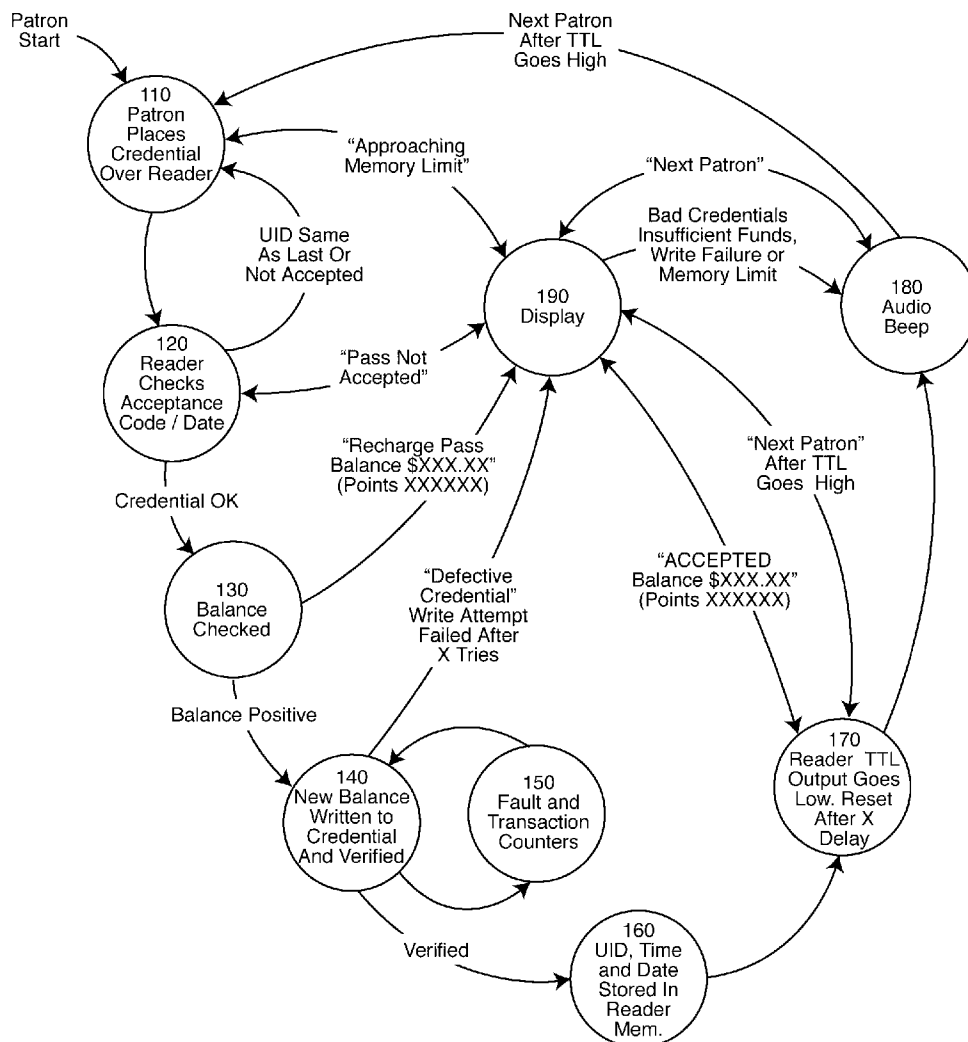 Patron
Start
Next Patron
After TTL
Goes High
110
Patron
Places
Credential
Over Reader
"Approaching
Memory Limit"
"Next Patron"
UID Same
As Last Or
Not Accepted
Bad Credentials
Insufficient Funds,
Write Failure or
Memory Limit
190
Display
180
Audio
Beep
120
Reader
Checks
Acceptance
Code / Date
"Pass Not
Accepted"
"Recharge Pass
Balance $XXX.XX"
(Points XXXXXX)
"Next Patron"
After TTL
Goes High
Credential OK
130
Balance
Checked
"Defective
Credential"
Write Attempt
Failed After
X Tries
"ACCEPTED
Balance $XXX.XX"
(Points XXXXXX)
Balance Positive
140
New Balance
Written to
Credential
And Verified
150
Fault and
Transaction
Counters
170
Reader TTL
Output Goes
Low. Reset
After X
Delay
Verified
160
UID, Time
and Date
Stored In
Reader
Mem.